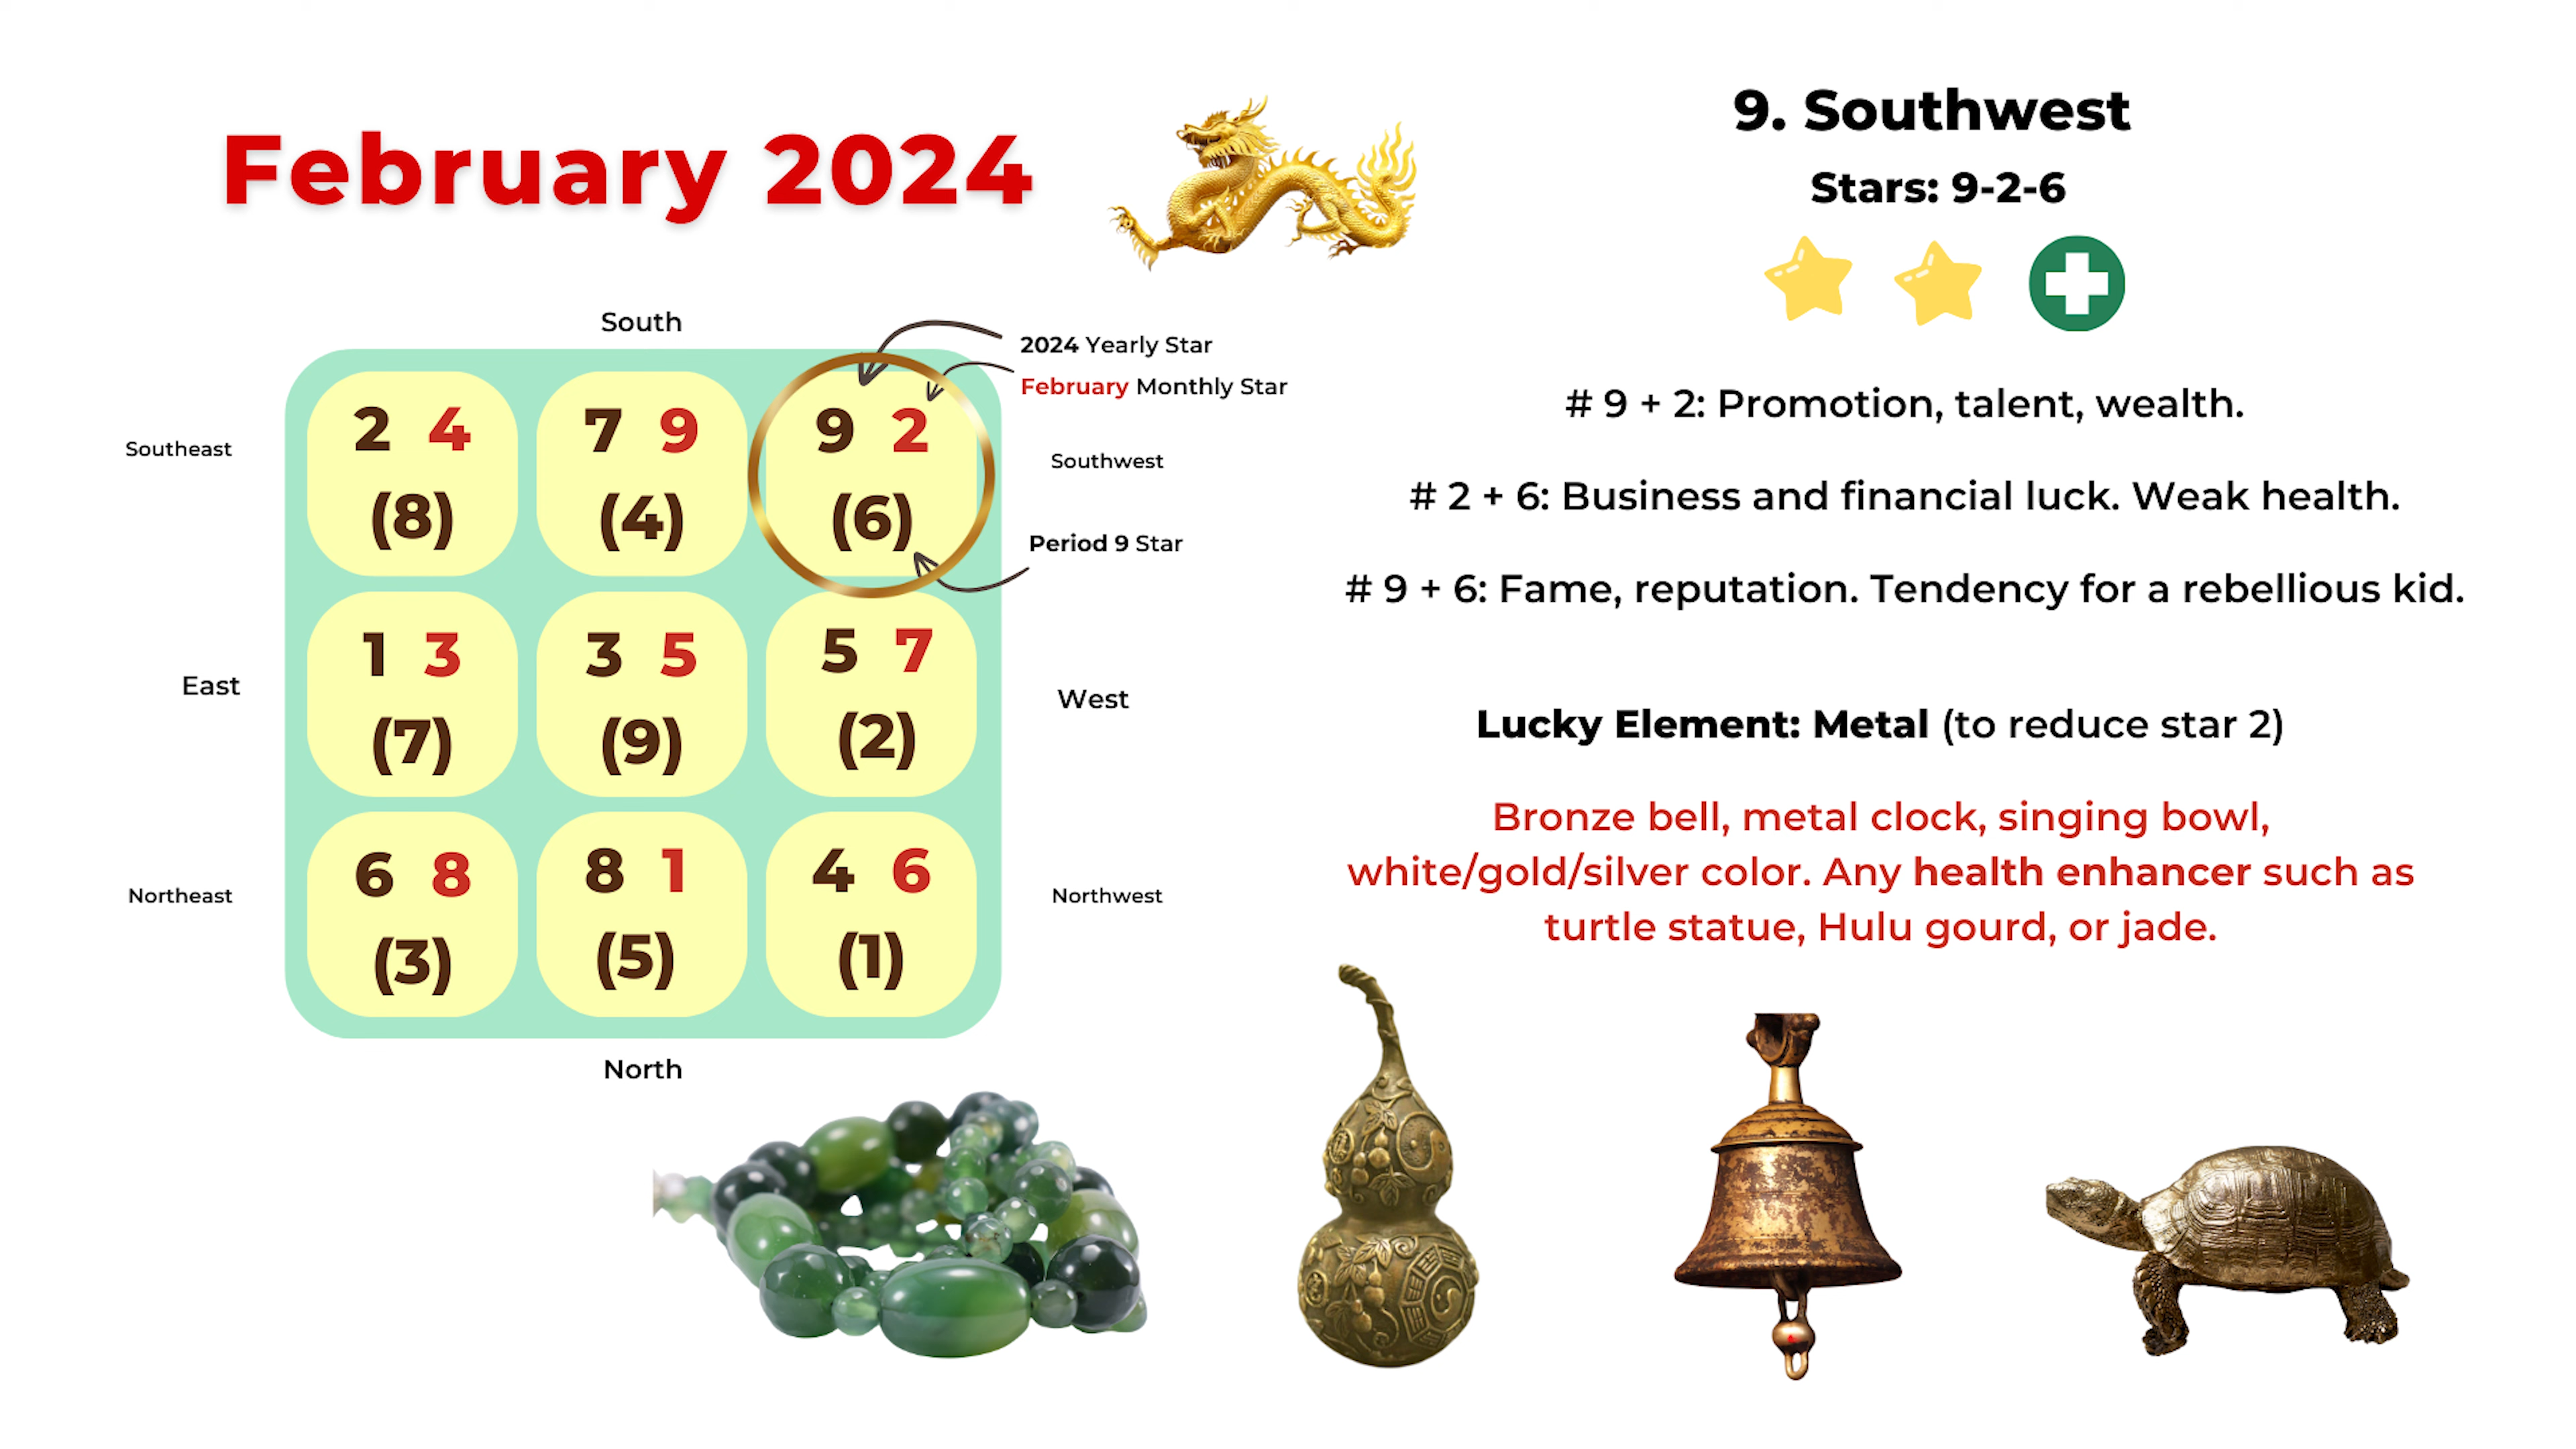 February 2024
9. Southwest
Stars: 9-2-6
South
2024 Yearly Star
February Monthly Star
Southeast
2 4
(8)
7 9
(4)
9 2
(6)
Southwest
Period 9 Star
East
1 3
(7)
3 5
(9)
5 7
(2)
West
Northeast
6 8
(3)
8 1
(5)
4 6
(1)
Northwest
North
# 9 + 2: Promotion, talent, wealth.
# 2 + 6: Business and financial luck. Weak health.
# 9 + 6: Fame, reputation. Tendency for a rebellious kid.
Lucky Element: Metal (to reduce star 2)
Bronze bell, metal clock, singing bowl,
white/gold/silver color. Any health enhancer such as
turtle statue, Hulu gourd, or jade.